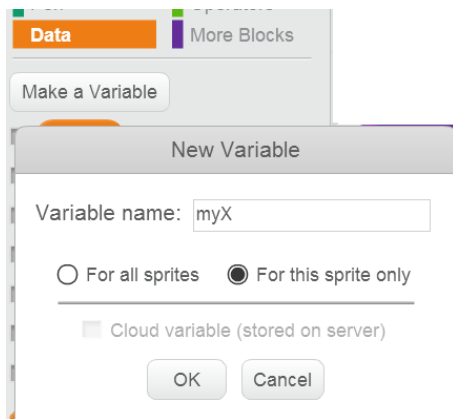 Operators
Data
More Blocks
Make a Variable
New Variable
Variable name: myX
For all sprites
For this sprite only
Cloud variable (stored on server)
OK
Cancel